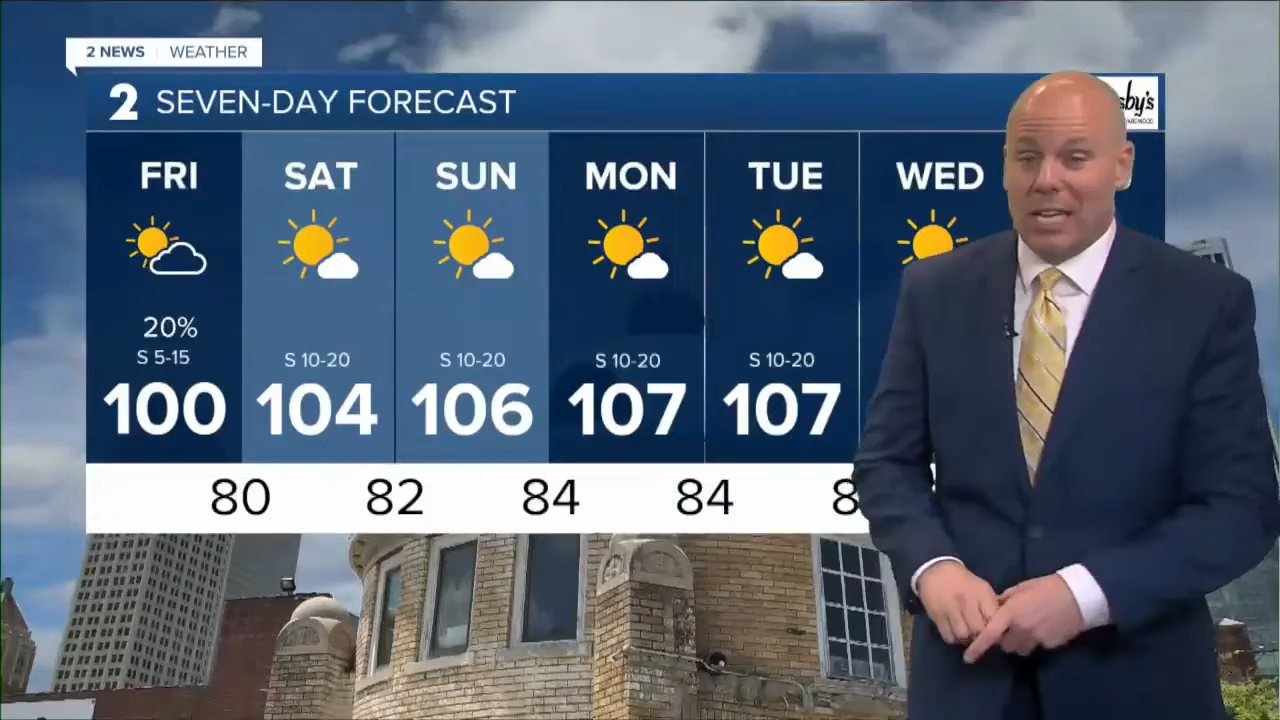 2 NEWS WEATHER
2 SEVEN-DAY FORECAST
FRI SAT SUN MON TUE WED
20%
S 5-15 S 10-20 S 10-20 S 10-20 S 10-20
100 104 106 107 107
80 82 84 84